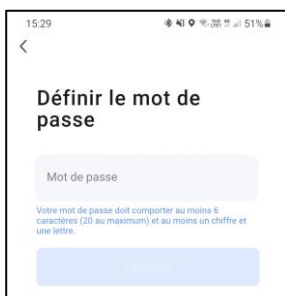 15:29
51%
Définir le mot de
passe
Mot de passe
Votre mot de passe doit comporter au moins 6
caractères (20 au maximum) et au moins un chiffre et
une lettre.
Terminé